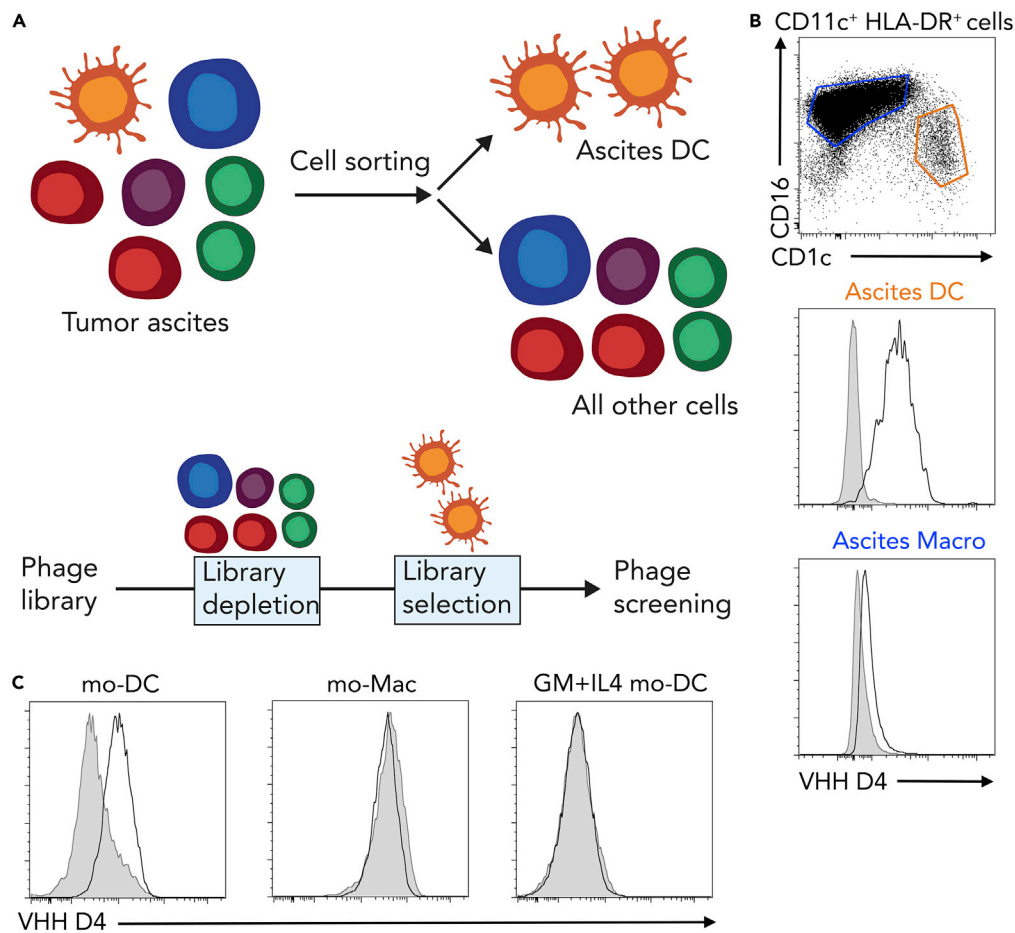 A
Cell sorting
Ascites DC
Tumor ascites
All other cells
Phage
library
Library
depletion
Library
selection
Phage
screening
B
CD11c⁺ HLA-DR⁺ cells
CD16
CD1c
Ascites DC
Ascites Macro
VHH D4
C
mo-DC
mo-Mac
GM+IL4 mo-DC
VHH D4